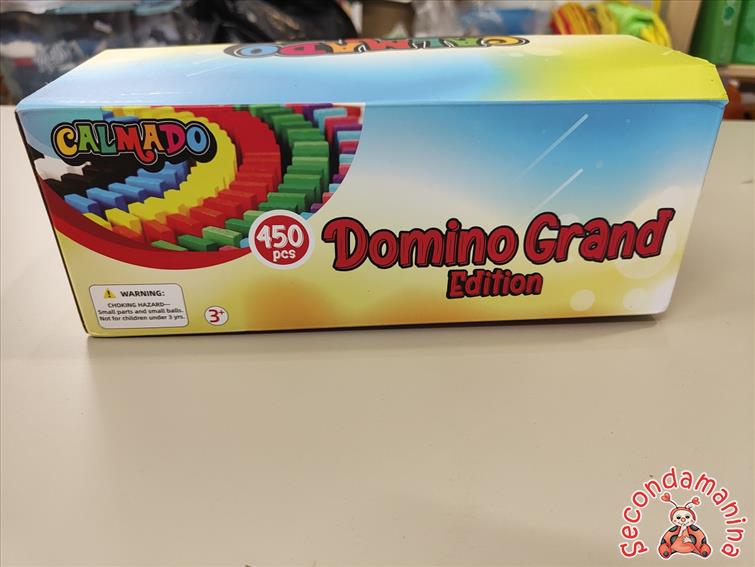 CALMADO
CALMADO
450
pcs
Domino Grand
Edition
WARNING:
CHOKING HAZARD—
Small parts and small balls.
Not for children under 3 yrs.
3+
Secondamanina